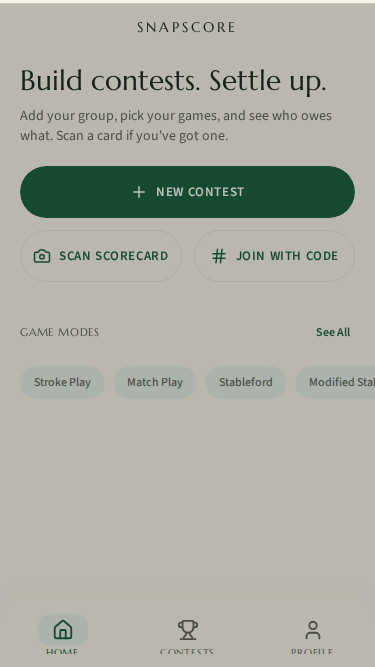 SNAPSCORE
Build contests. Settle up.
Add your group, pick your games, and see who owes
what. Scan a card if you've got one.
NEW CONTEST
SCAN SCORECARD
JOIN WITH CODE
GAME MODES
See All
Stroke Play
Match Play
Stableford
Modified Sta
HOME
CONTESTS
PROFILE